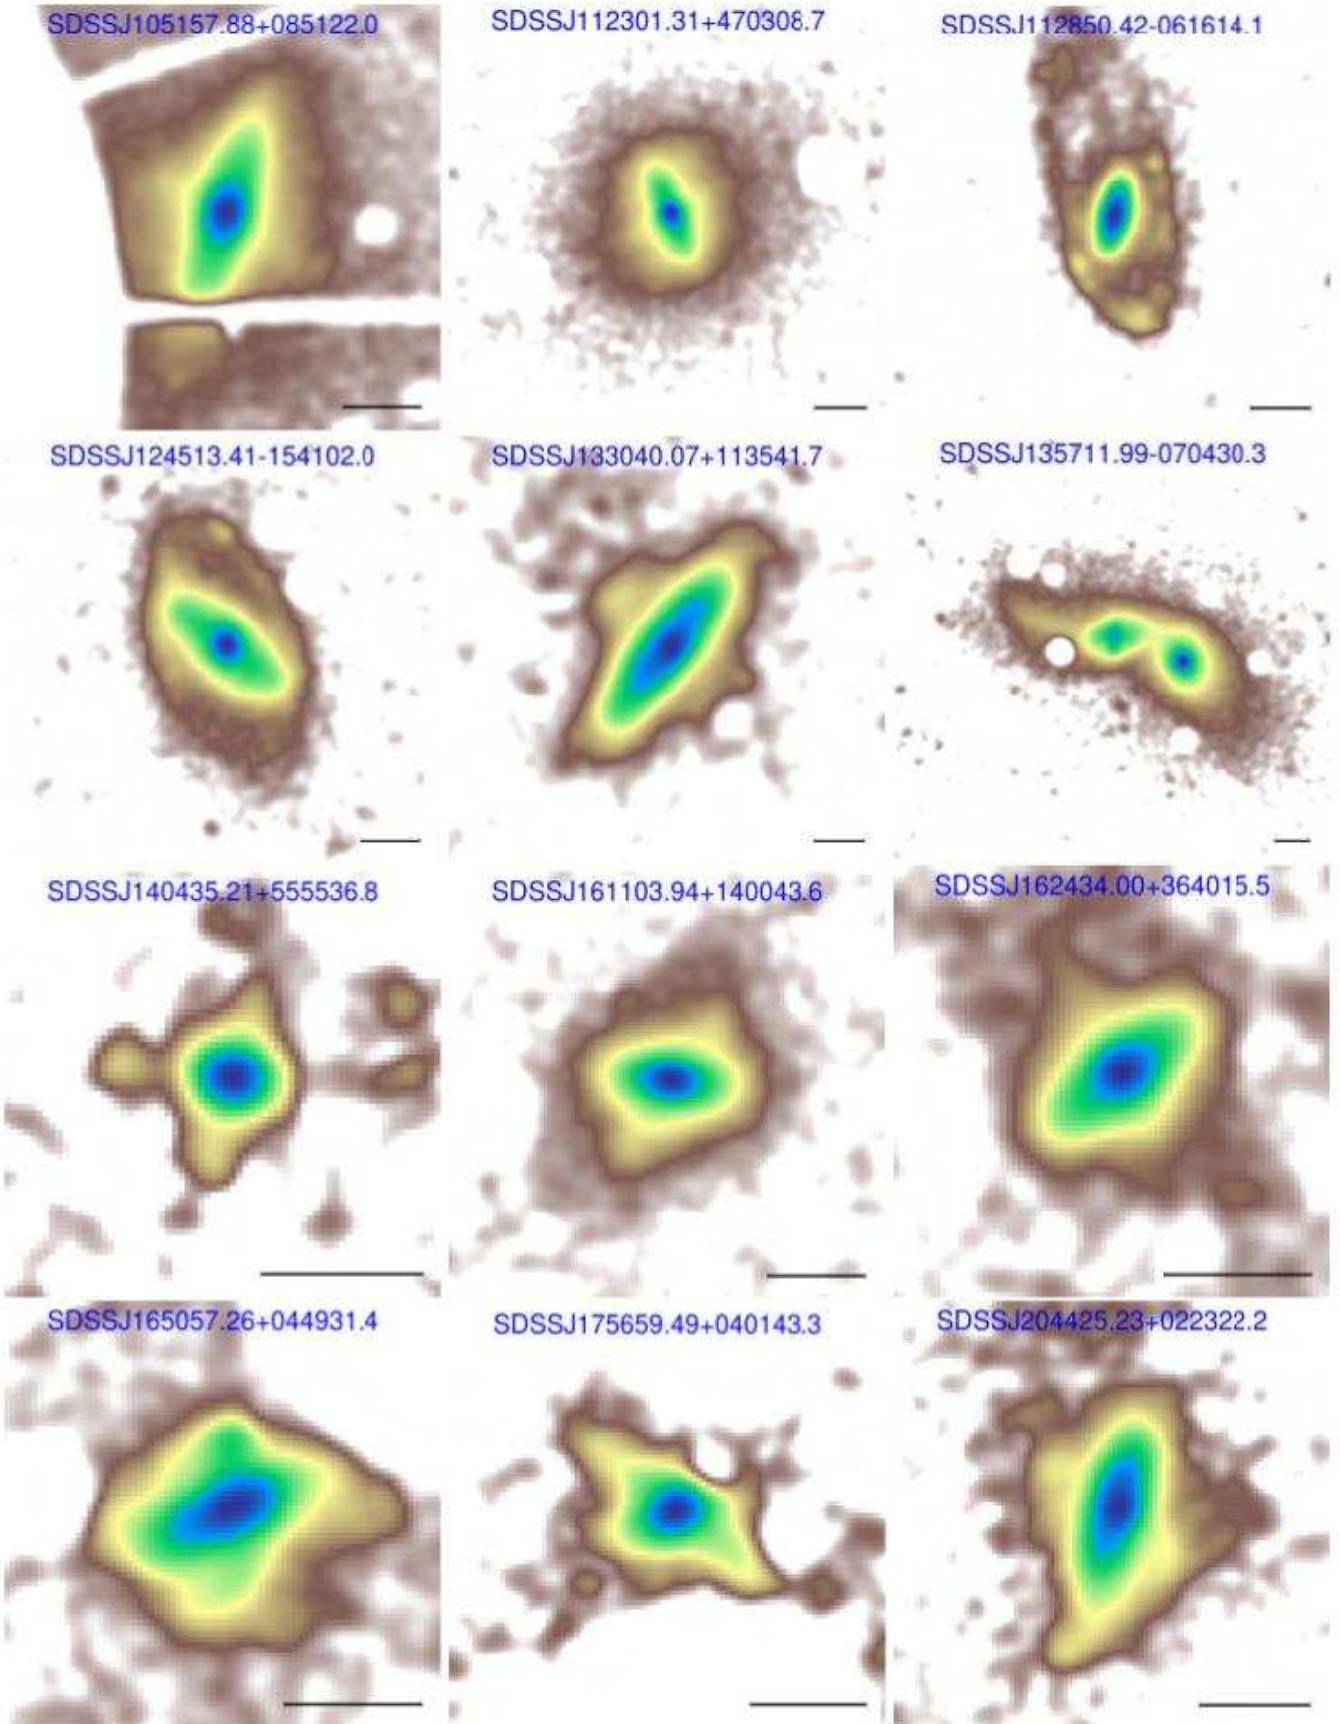 SDSSJ105157.88+085122.0
SDSSJ112301.31+470308.7
SDSSJ112850.42-061614.1
SDSSJ124513.41-154102.0
SDSSJ133040.07+113541.7
SDSSJ135711.99-070430.3
SDSSJ140435.21+555536.8
SDSSJ161103.94+140043.6
SDSSJ162434.00+364015.5
SDSSJ165057.26+044931.4
SDSSJ175659.49+040143.3
SDSSJ204425.23+022322.2